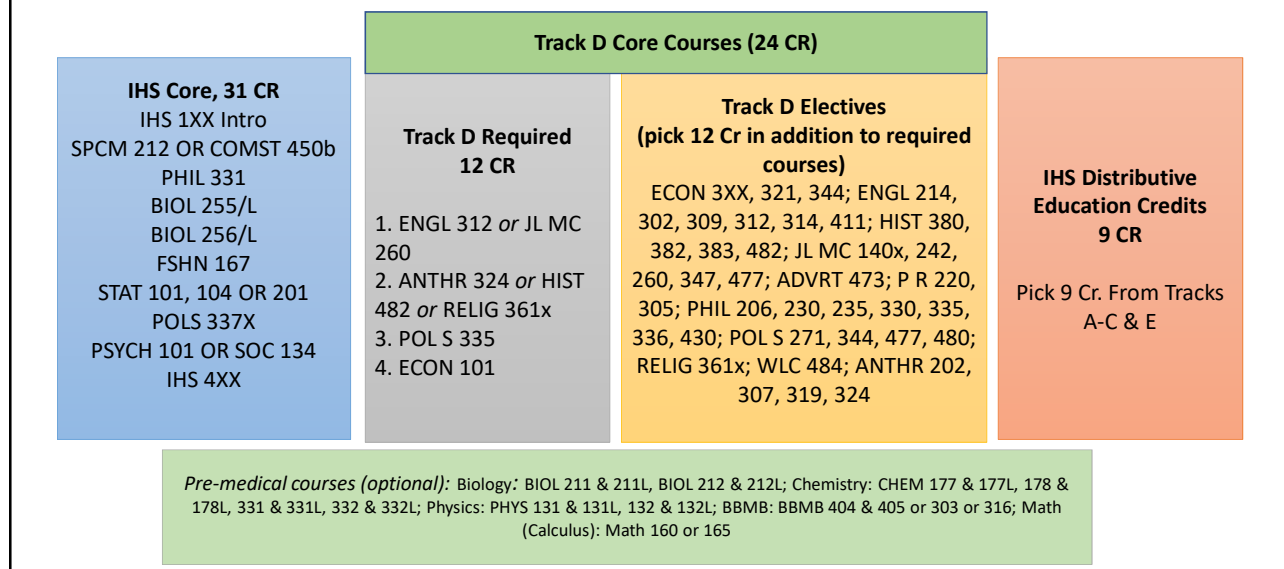 Track D Core Courses (24 CR)
IHS Core, 31 CR
IHS 1XX Intro
SPCM 212 OR COMST 450b
PHIL 331
BIOL 255/L
BIOL 256/L
FSHN 167
STAT 101, 104 OR 201
POLS 337X
PSYCH 101 OR SOC 134
IHS 4XX
Track D Required
12 CR
1. ENGL 312 or JL MC
260
2. ANTHR 324 or HIST
482 or RELIG 361x
3. POL S 335
4. ECON 101
Track D Electives
(pick 12 Cr in addition to required
courses)
ECON 3XX, 321, 344; ENGL 214,
302, 309, 312, 314, 411; HIST 380,
382, 383, 482; JL MC 140x, 242,
260, 347, 477; ADVRT 473; P R 220,
305; PHIL 206, 230, 235, 330, 335,
336, 430; POL S 271, 344, 477, 480;
RELIG 361x; WLC 484; ANTHR 202,
307, 319, 324
IHS Distributive
Education Credits
9 CR
Pick 9 Cr. From Tracks
A-C & E
Pre-medical courses (optional): Biology: BIOL 211 & 211L, BIOL 212 & 212L; Chemistry: CHEM 177 & 177L, 178 &
178L, 331 & 331L, 332 & 332L; Physics: PHYS 131 & 131L, 132 & 132L; BBMB: BBMB 404 & 405 or 303 or 316; Math
(Calculus): Math 160 or 165